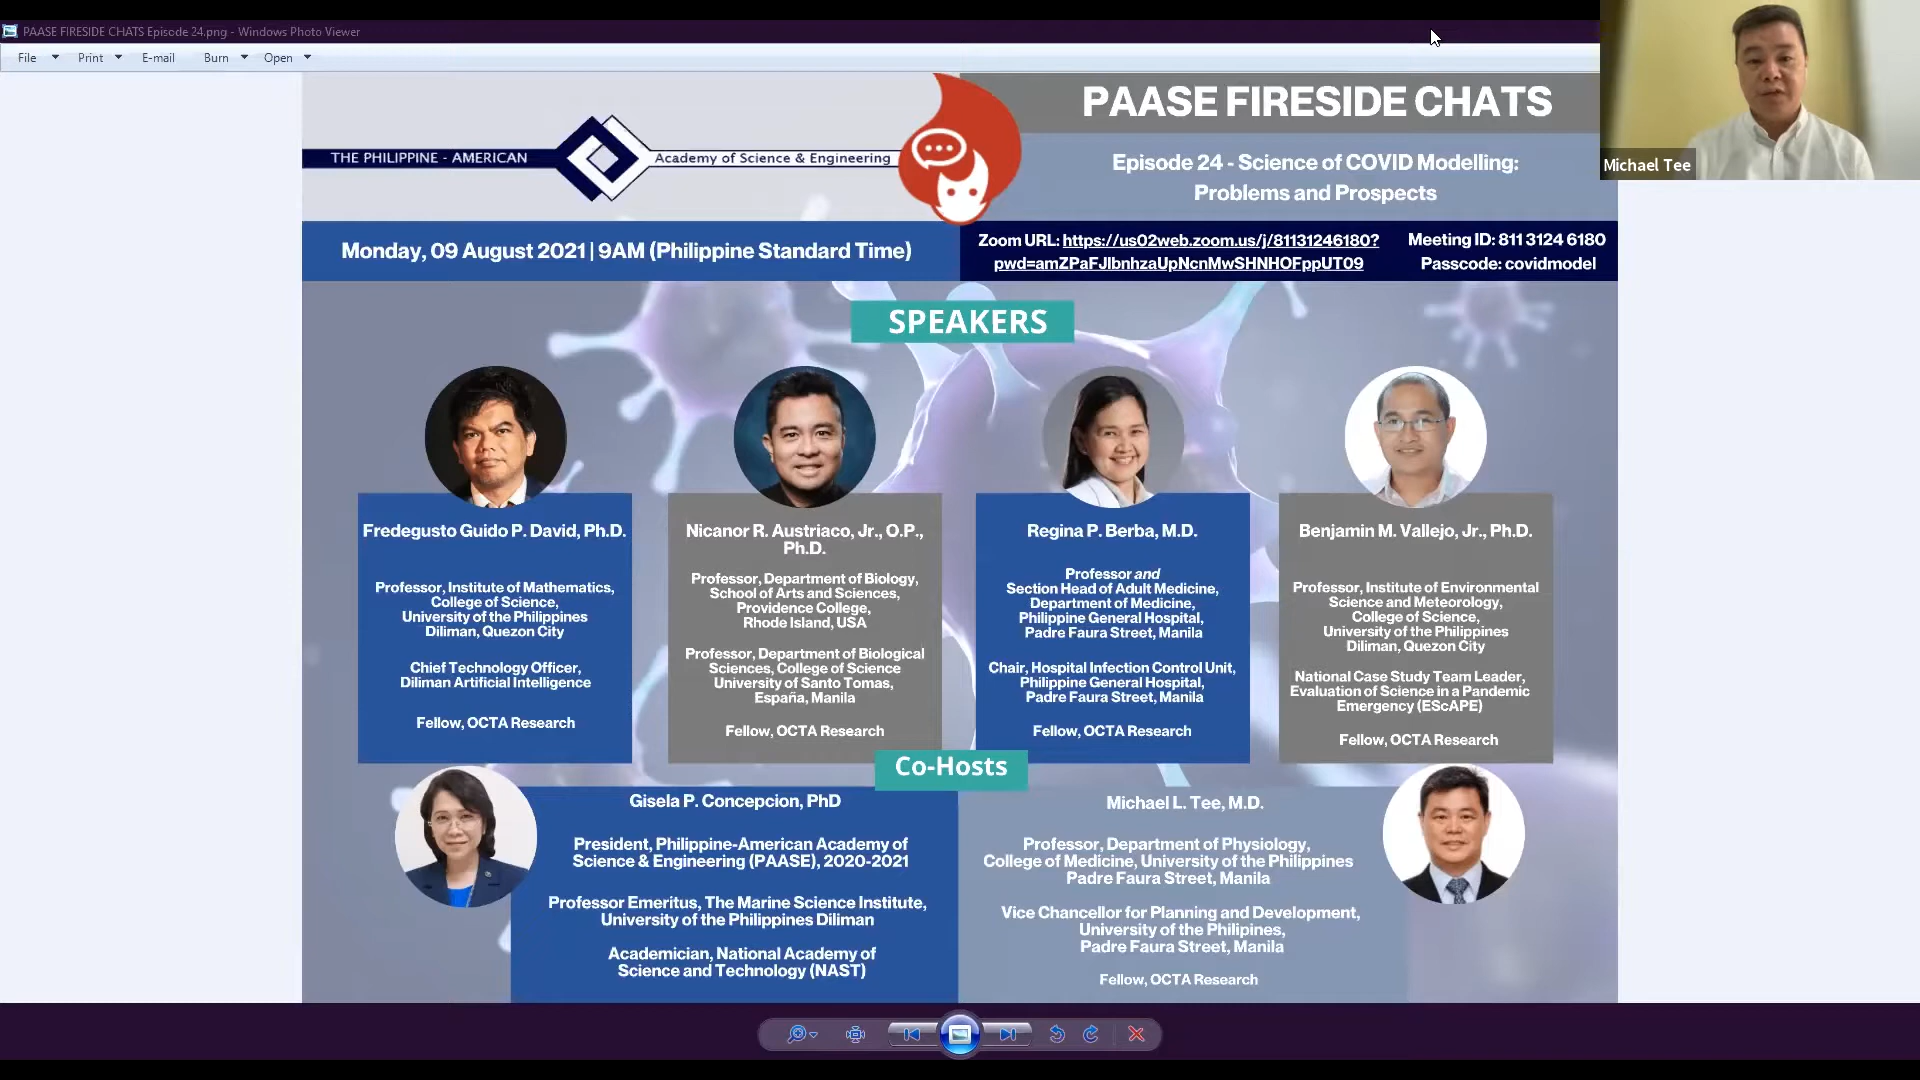 PAASE FIRESIDE CHATS Episode 24.png - Windows Photo Viewer
File Print E-mail Burn Open
THE PHILIPPINE - AMERICAN Academy of Science & Engineering
PAASE FIRESIDE CHATS
Episode 24 - Science of COVID Modelling:
Problems and Prospects
Michael Tee
Monday, 09 August 2021 | 9AM (Philippine Standard Time)
Zoom URL: https://us02web.zoom.us/j/81131246180?
pwd=amZPaFJlbnhzaUpNcnMwSHNHOFppUT09
Meeting ID: 811 3124 6180
Passcode: covidmodel
SPEAKERS
Fredegusto Guido P. David, Ph.D.
Professor, Institute of Mathematics,
College of Science,
University of the Philippines
Diliman, Quezon City
Chief Technology Officer,
Diliman Artificial Intelligence
Fellow, OCTA Research
Nicanor R. Austriaco, Jr., O.P.,
Ph.D.
Professor, Department of Biology,
School of Arts and Sciences,
Providence College,
Rhode Island, USA
Professor, Department of Biological
Sciences, College of Science
University of Santo Tomas,
España, Manila
Fellow, OCTA Research
Regina P. Berba, M.D.
Professor and
Section Head of Adult Medicine,
Department of Medicine,
Philippine General Hospital,
Padre Faura Street, Manila
Chair, Hospital Infection Control Unit,
Philippine General Hospital,
Padre Faura Street, Manila
Fellow, OCTA Research
Benjamin M. Vallejo, Jr., Ph.D.
Professor, Institute of Environmental
Science and Meteorology,
College of Science,
University of the Philippines
Diliman, Quezon City
National Case Study Team Leader,
Evaluation of Science in a Pandemic
Emergency (EScAPE)
Fellow, OCTA Research
Co-Hosts
Gisela P. Concepcion, PhD
President, Philippine-American Academy of
Science & Engineering (PAASE), 2020-2021
Professor Emeritus, The Marine Science Institute,
University of the Philippines Diliman
Academician, National Academy of
Science and Technology (NAST)
Michael L. Tee, M.D.
Professor, Department of Physiology,
College of Medicine, University of the Philippines
Padre Faura Street, Manila
Vice Chancellor for Planning and Development,
University of the Philipines,
Padre Faura Street, Manila
Fellow, OCTA Research